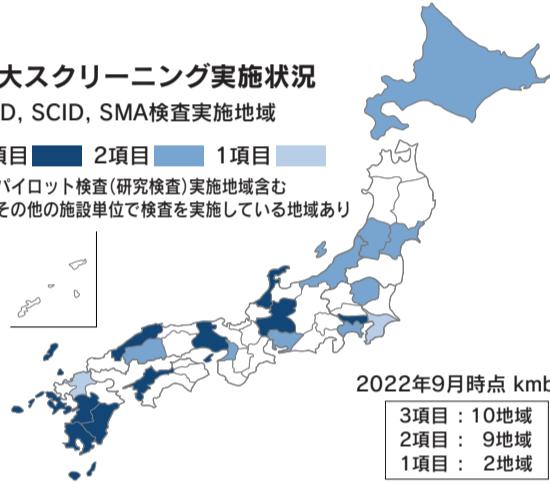 大スクリーニング実施状況
D, SCID, SMA検査実施地域
項目 2項目 1項目
パイロット検査(研究検査)実施地域含む
その他の施設単位で検査を実施している地域あり
2022年9月時点 kmb
3項目 : 10地域
2項目 : 9地域
1項目 : 2地域